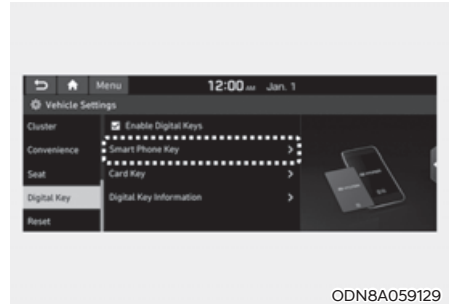 Menu 12:00 AM Jan. 1
Vehicle Settings
Cluster
Enable Digital Keys
Convenience
Smart Phone Key
Seat
Card Key
Digital Key
Digital Key Information
Reset
ODN8A059129